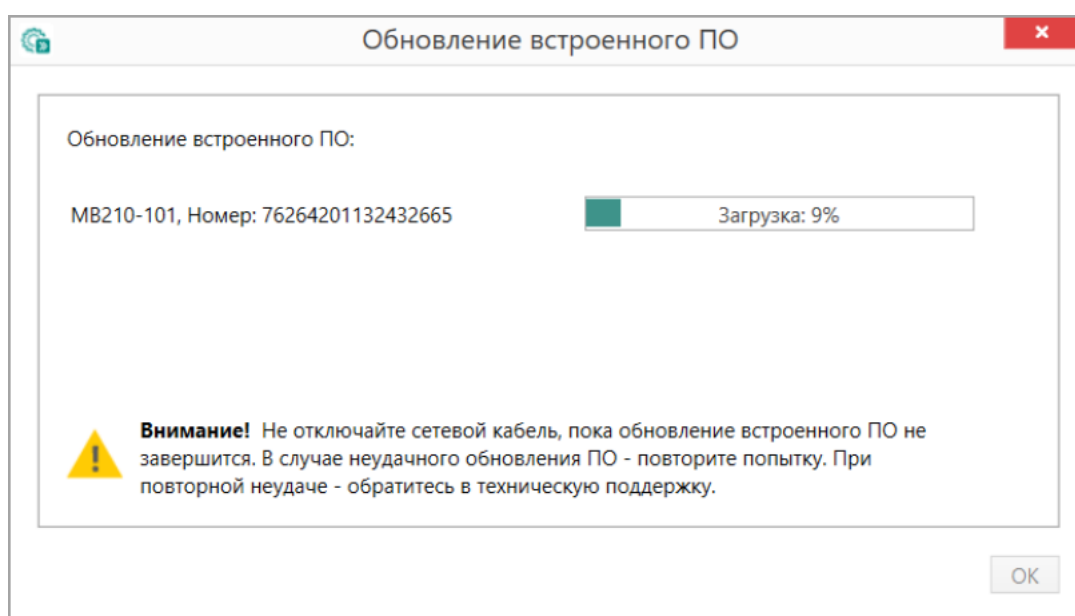 Обновление встроенного ПО
Обновление встроенного ПО:
МВ210-101, Номер: 76264201132432665
Загрузка: 9%
Внимание! Не отключайте сетевой кабель, пока обновление встроенного ПО не
завершится. В случае неудачного обновления ПО - повторите попытку. При
повторной неудаче - обратитесь в техническую поддержку.
ОК